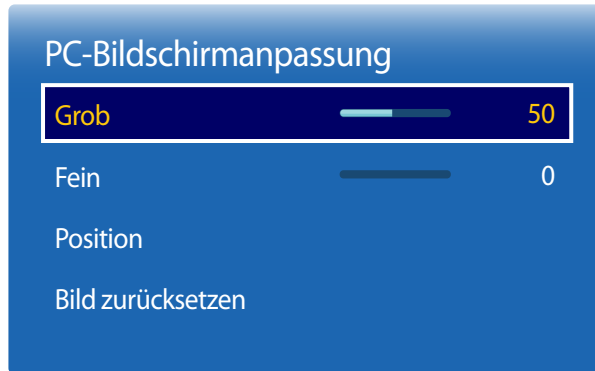 PC-Bildschirmanpassung
Grob 50
Fein 0
Position
Bild zurücksetzen